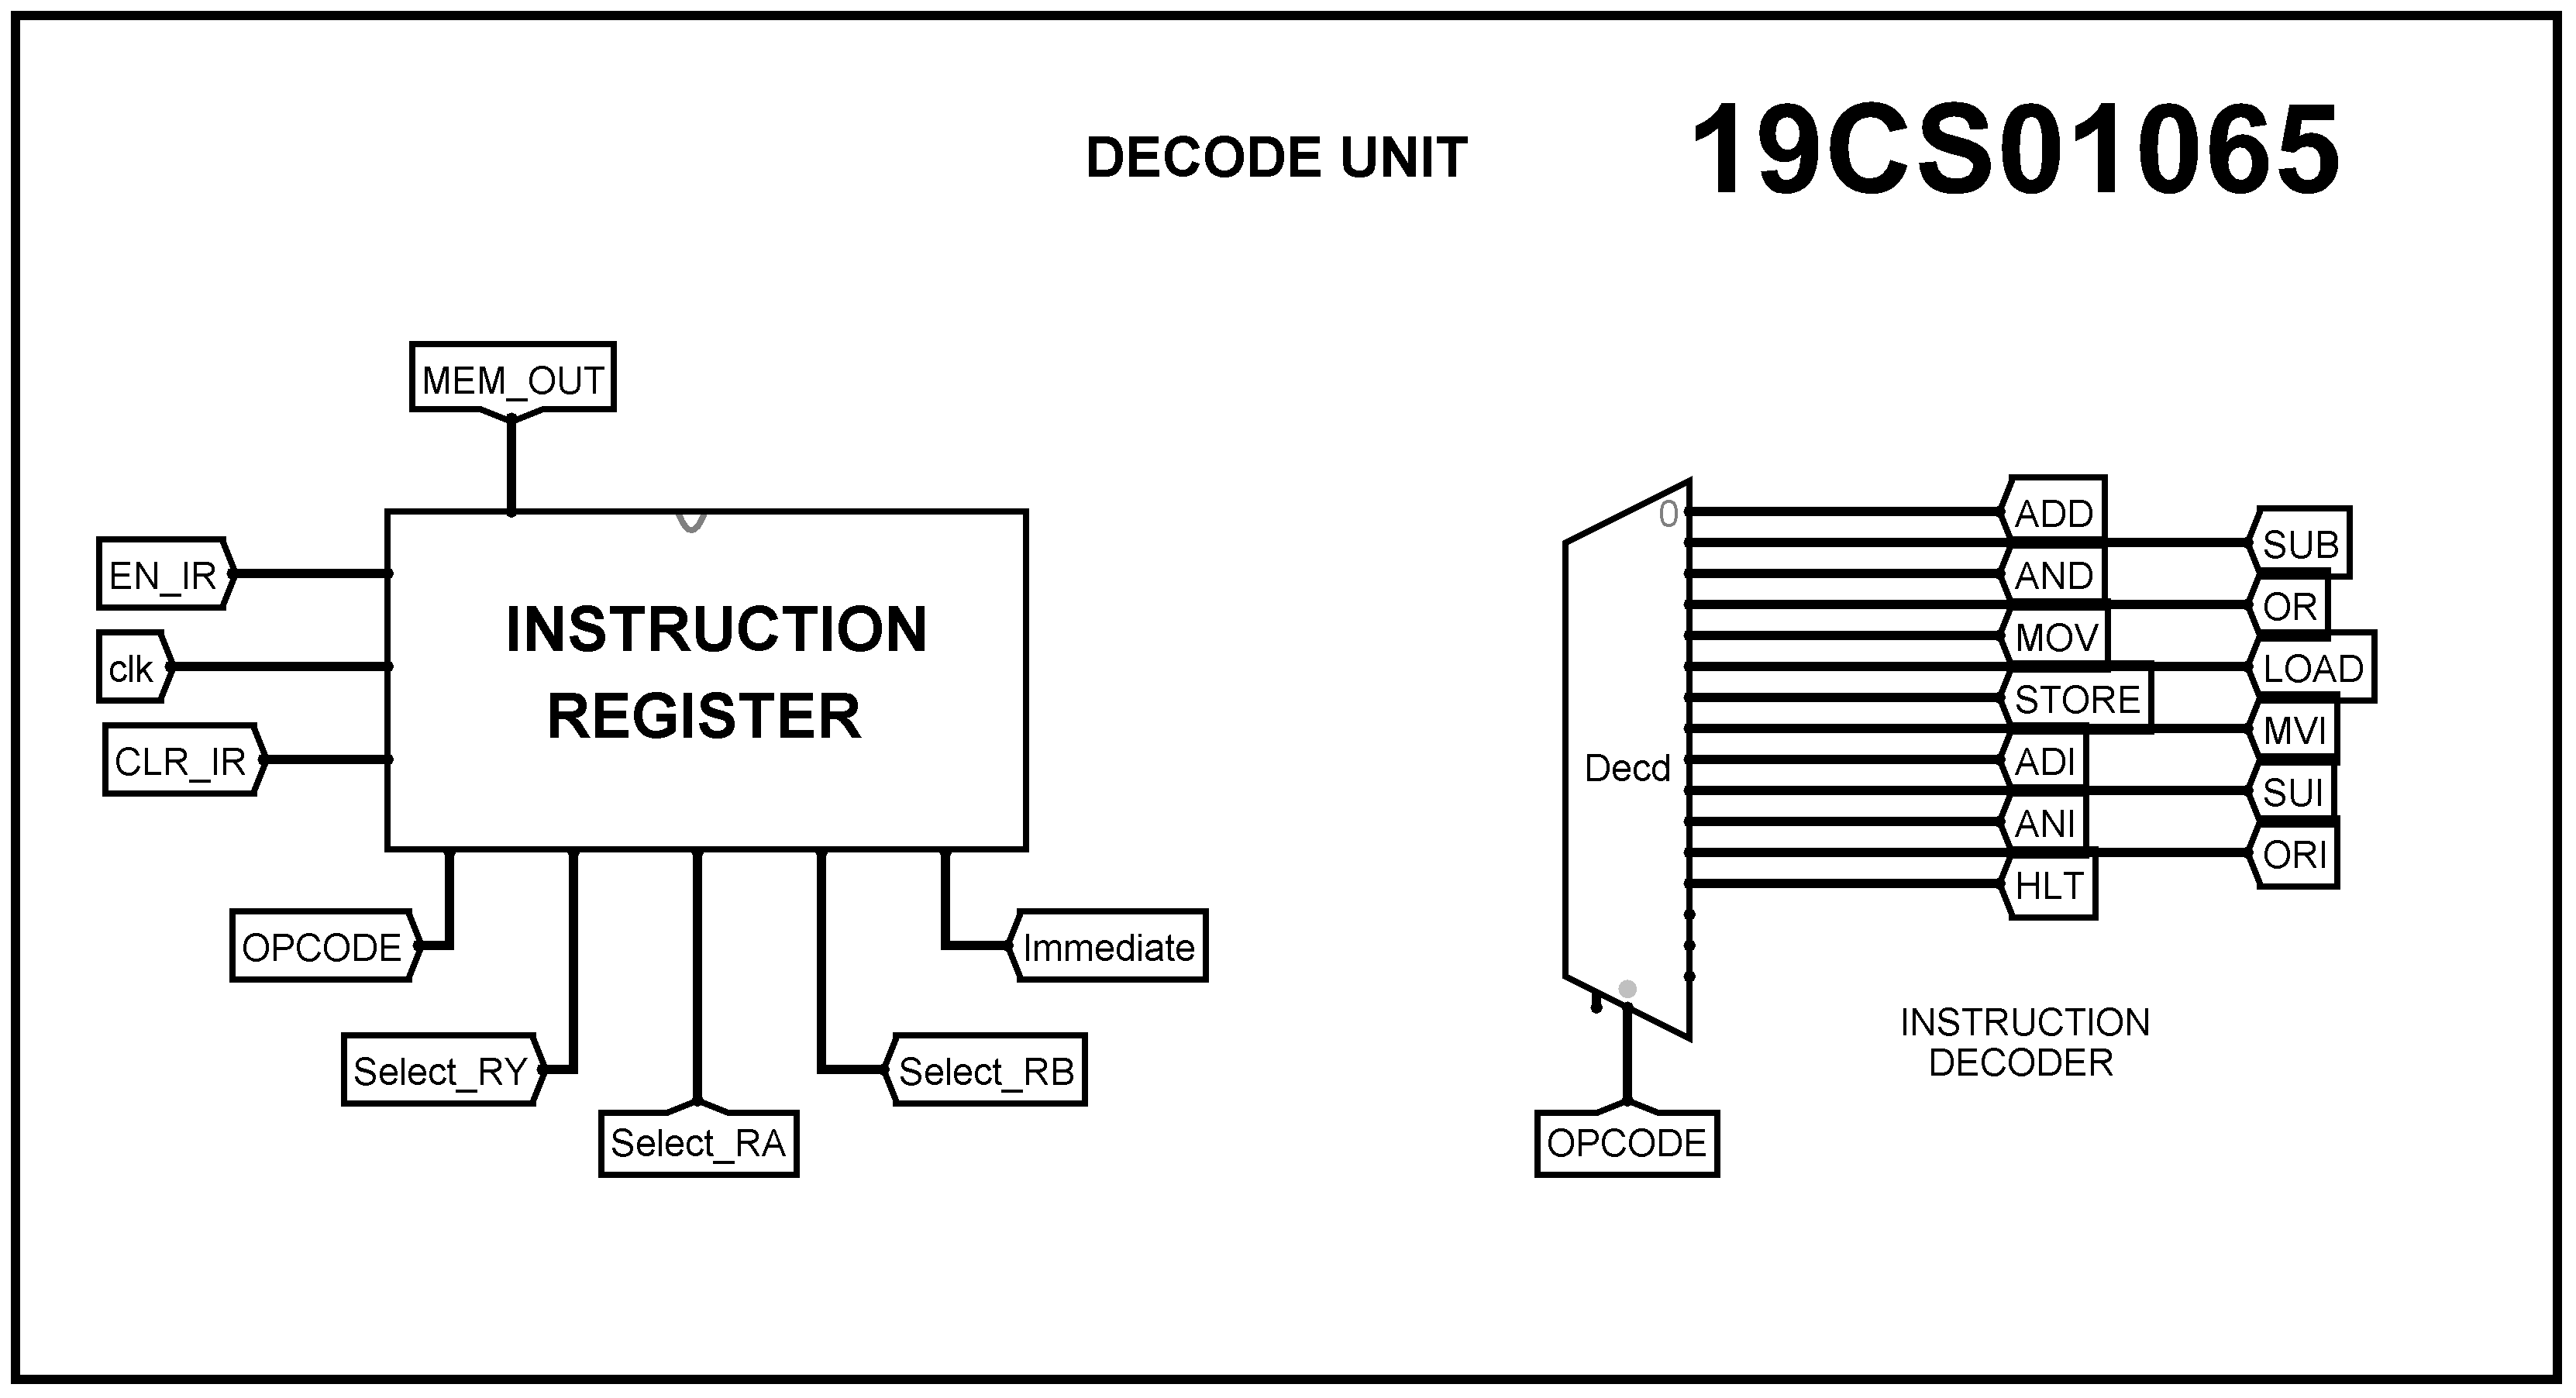 DECODE UNIT
19CS01065
MEM_OUT
EN_IR
clk
CLR_IR
INSTRUCTION
REGISTER
OPCODE
Select_RY
Select_RA
Select_RB
Immediate
0
Decd
ADD
SUB
AND
OR
MOV
LOAD
STORE
MVI
ADI
SUI
ANI
ORI
HLT
INSTRUCTION
DECODER
OPCODE